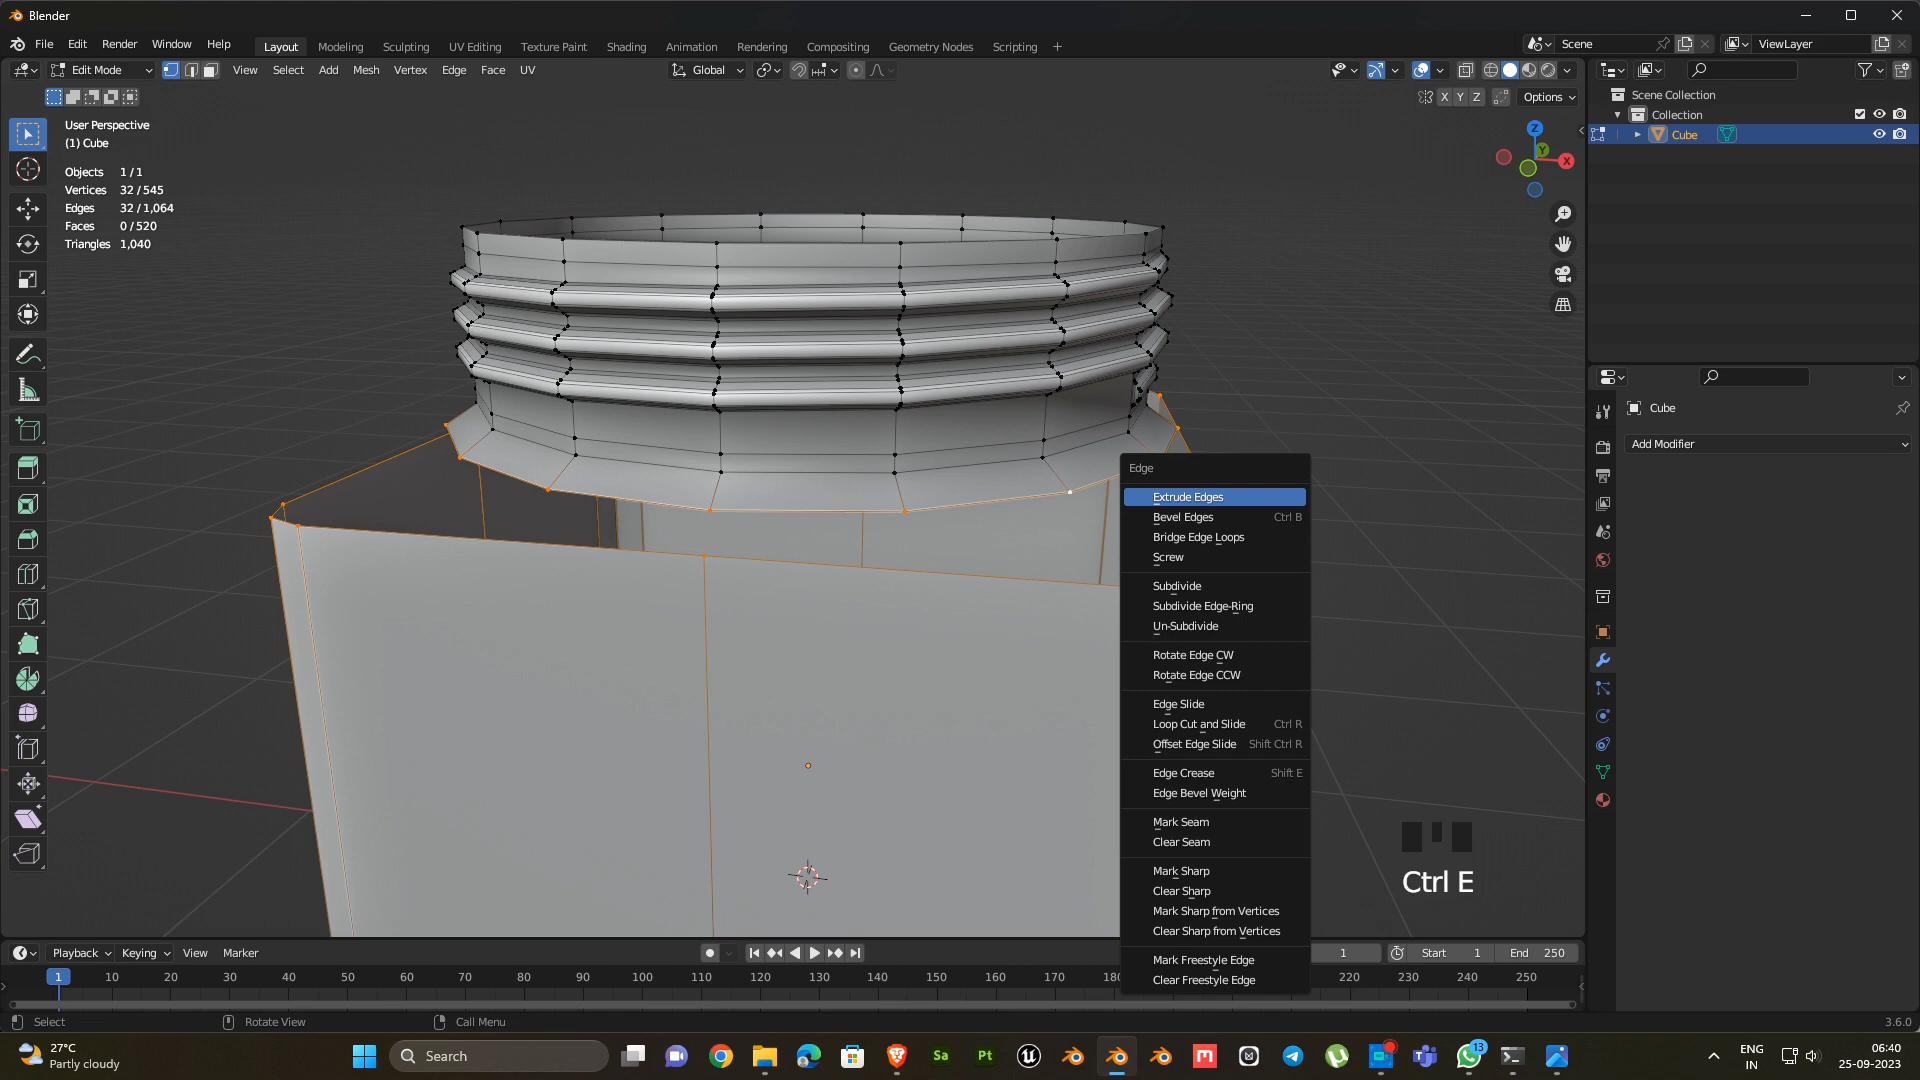 Blender
File Edit Render Window Help Layout Modeling Sculpting UV Editing Texture Paint Shading Animation Rendering Compositing Geometry Nodes Scripting + Scene ViewLayer
Edit Mode View Select Add Mesh Vertex Edge Face UV Global
X Y Z Options
User Perspective
(1) Cube
Objects 1 / 1
Vertices 32 / 545
Edges 32 / 1,064
Faces 0 / 520
Triangles 1,040
Z
Y
X
Scene Collection
Collection
Cube
Cube
Add Modifier
Edge
Extrude Edges
Bevel Edges Ctrl B
Bridge Edge Loops
Screw
Subdivide
Subdivide Edge-Ring
Un-Subdivide
Rotate Edge CW
Rotate Edge CCW
Edge Slide
Loop Cut and Slide Ctrl R
Offset Edge Slide Shift Ctrl R
Edge Crease Shift E
Edge Bevel Weight
Mark Seam
Clear Seam
Mark Sharp
Clear Sharp
Mark Sharp from Vertices
Clear Sharp from Vertices
Mark Freestyle Edge
Clear Freestyle Edge
Ctrl E
Playback Keying View Marker 1 Start 1 End 250
1 10 20 30 40 50 60 70 80 90 100 110 120 130 140 150 160 170 220 230 240 250
Select Rotate View Call Menu 3.6.0
27°C
Partly cloudy
Search
Sa
Pt
13
ENG
IN
06:40
25-09-2023